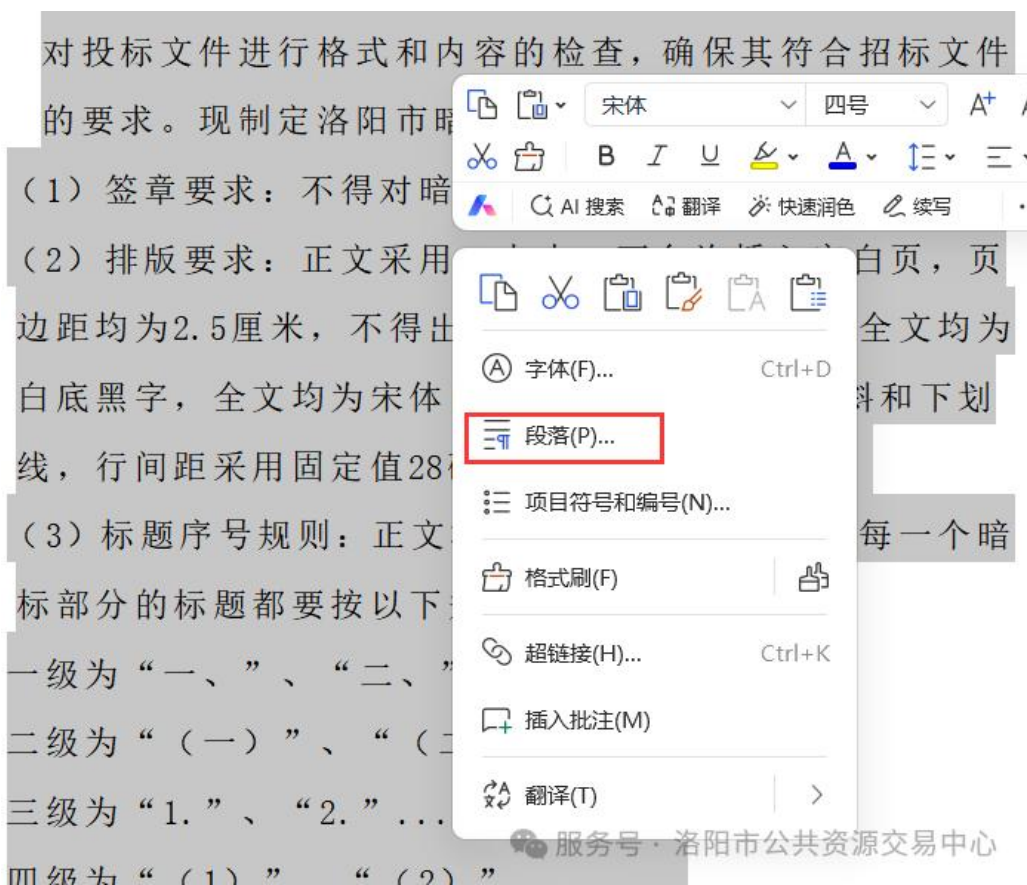 对投标文件进行格式和内容的检查，确保其符合招标文件
的要求。现制定洛阳市暗
（1）签章要求：不得对暗
（2）排版要求：正文采用
白页，页
边距均为2.5厘米，不得出
全文均为
白底黑字，全文均为宋体
斜和下划
线，行间距采用固定值28
（3）标题序号规则：正文
每一个暗
标部分的标题都要按以下
一级为“一、”、“二、”
二级为“（一）”、“（二
三级为“1.”、“2.”...
四级为“（1）”、“（2）”
宋体 四号 A+
B I U A
AI 搜索 翻译 快速润色 续写
字体(F)... Ctrl+D
段落(P)...
项目符号和编号(N)...
格式刷(F)
超链接(H)... Ctrl+K
插入批注(M)
翻译(T)
服务号 · 洛阳市公共资源交易中心